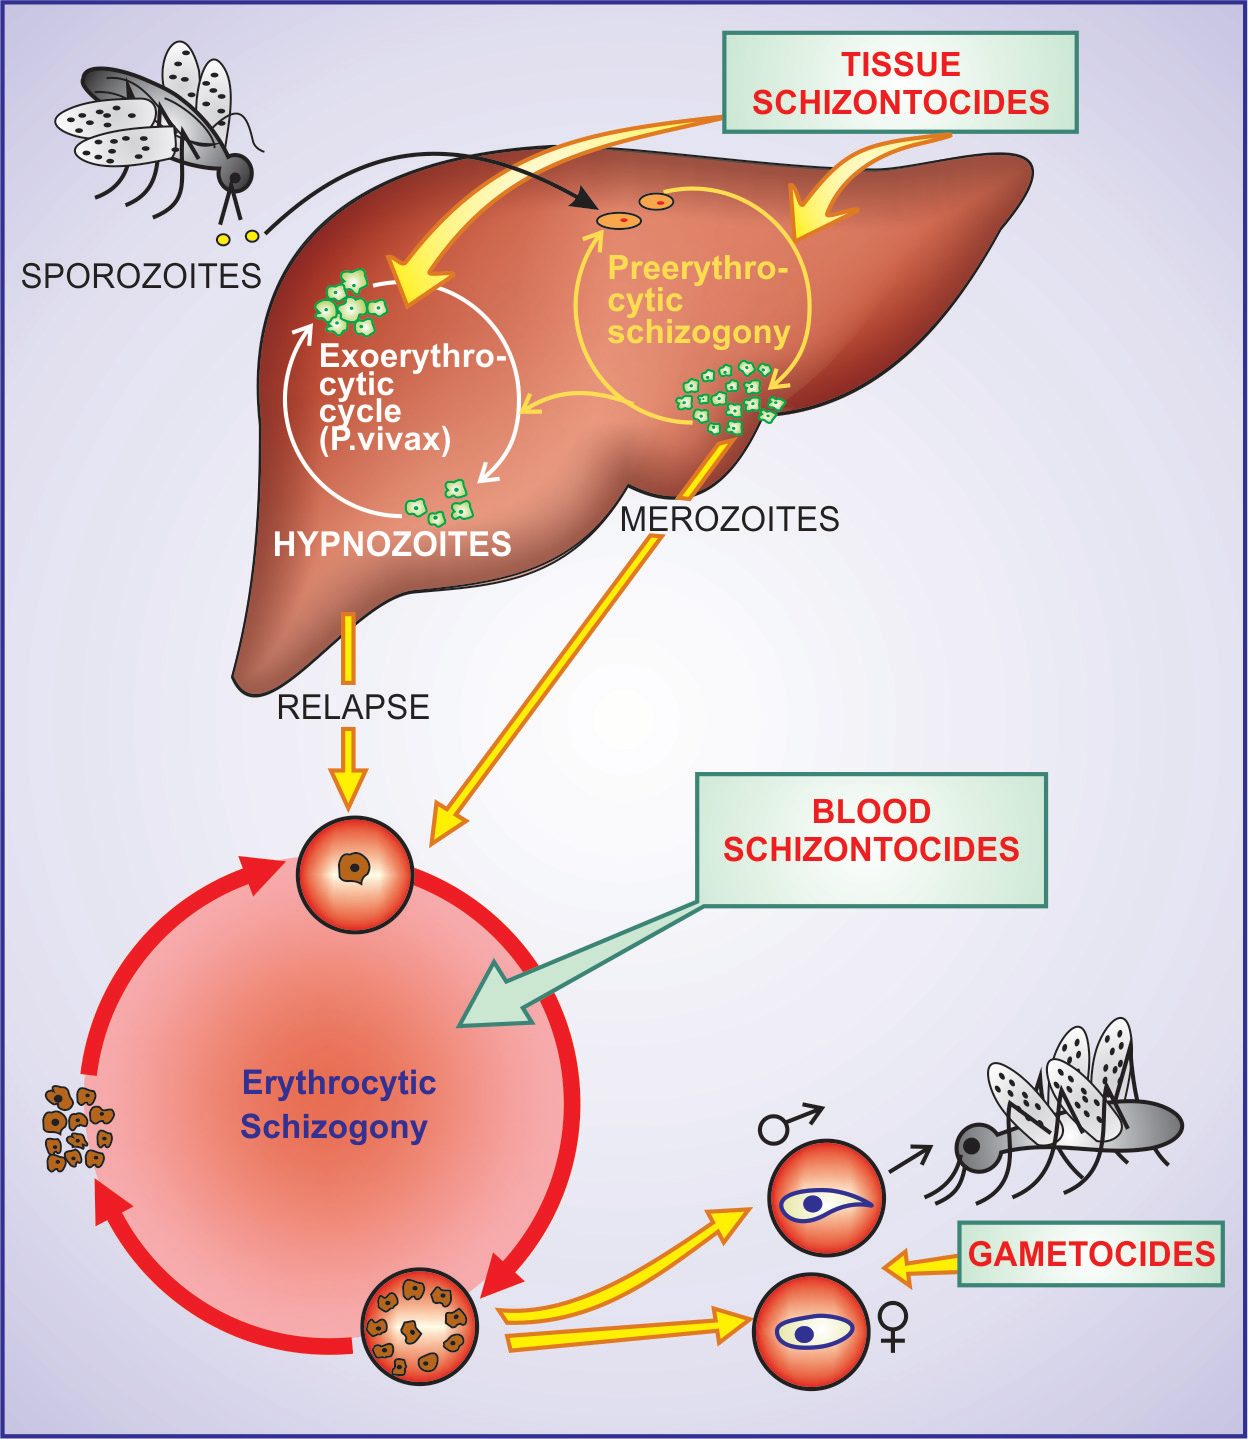 TISSUE
SCHIZONTOCIDES
SPOROZOITES
Preerythro-
cytic
schizogony
Exoerythro-
cytic
cycle
(P.vivax)
HYPNOZOITES
MEROZOITES
RELAPSE
BLOOD
SCHIZONTOCIDES
Erythrocytic
Schizogony
♂
GAMETOCIDES
♀